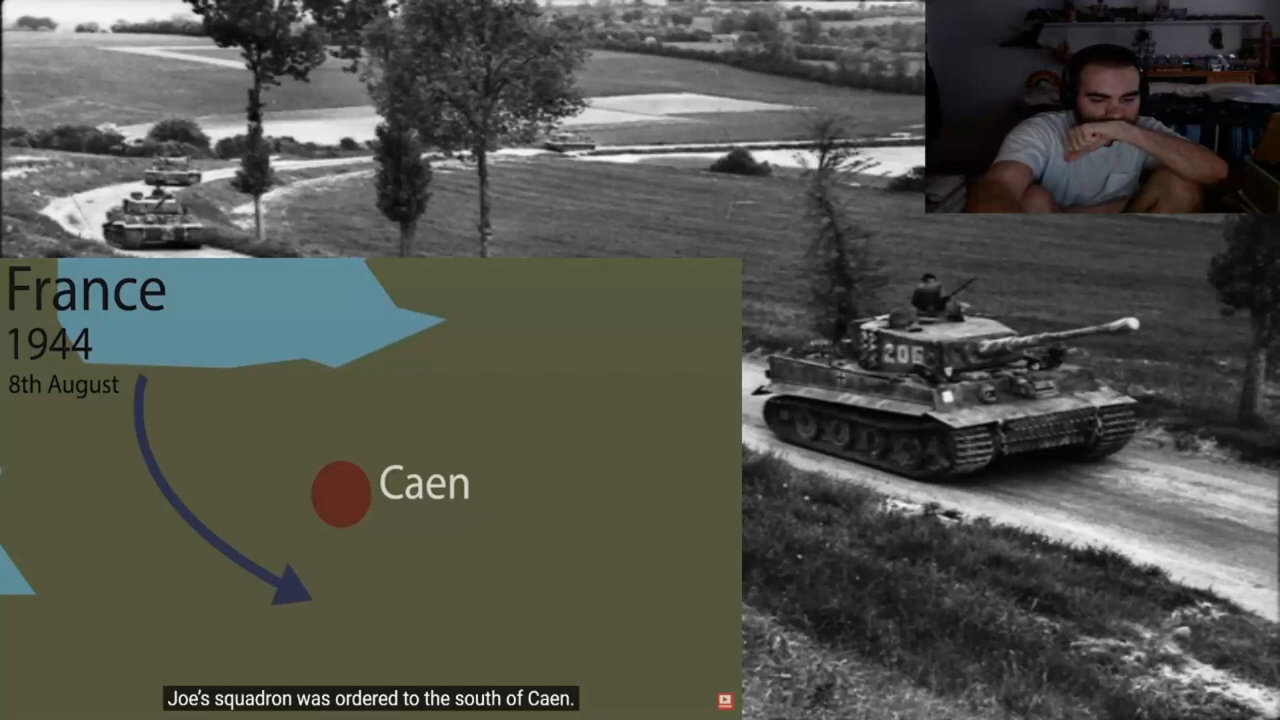 France
1944
8th August
Caen
206
Joe's squadron was ordered to the south of Caen.